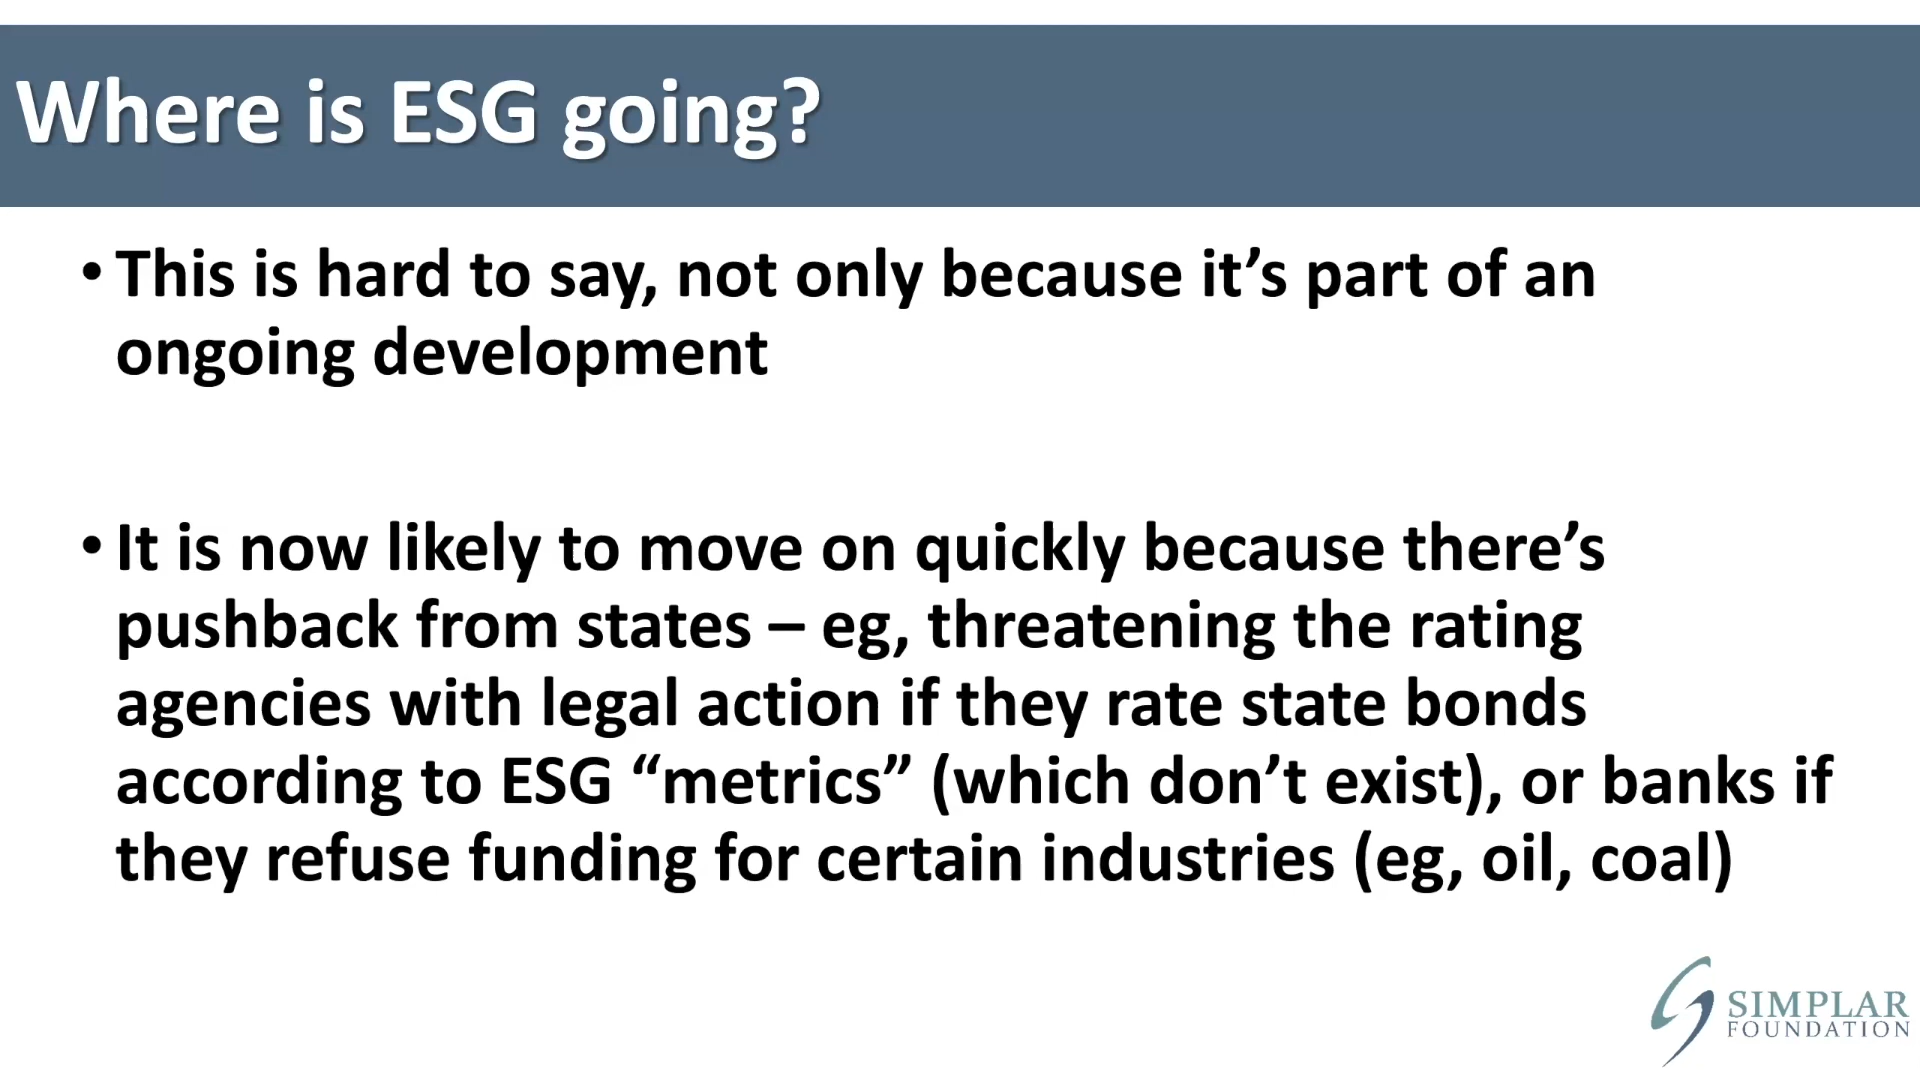 Where is ESG going?
• This is hard to say, not only because it’s part of an
ongoing development
• It is now likely to move on quickly because there’s
pushback from states – eg, threatening the rating
agencies with legal action if they rate state bonds
according to ESG “metrics” (which don’t exist), or banks if
they refuse funding for certain industries (eg, oil, coal)
SIMPLAR
FOUNDATION